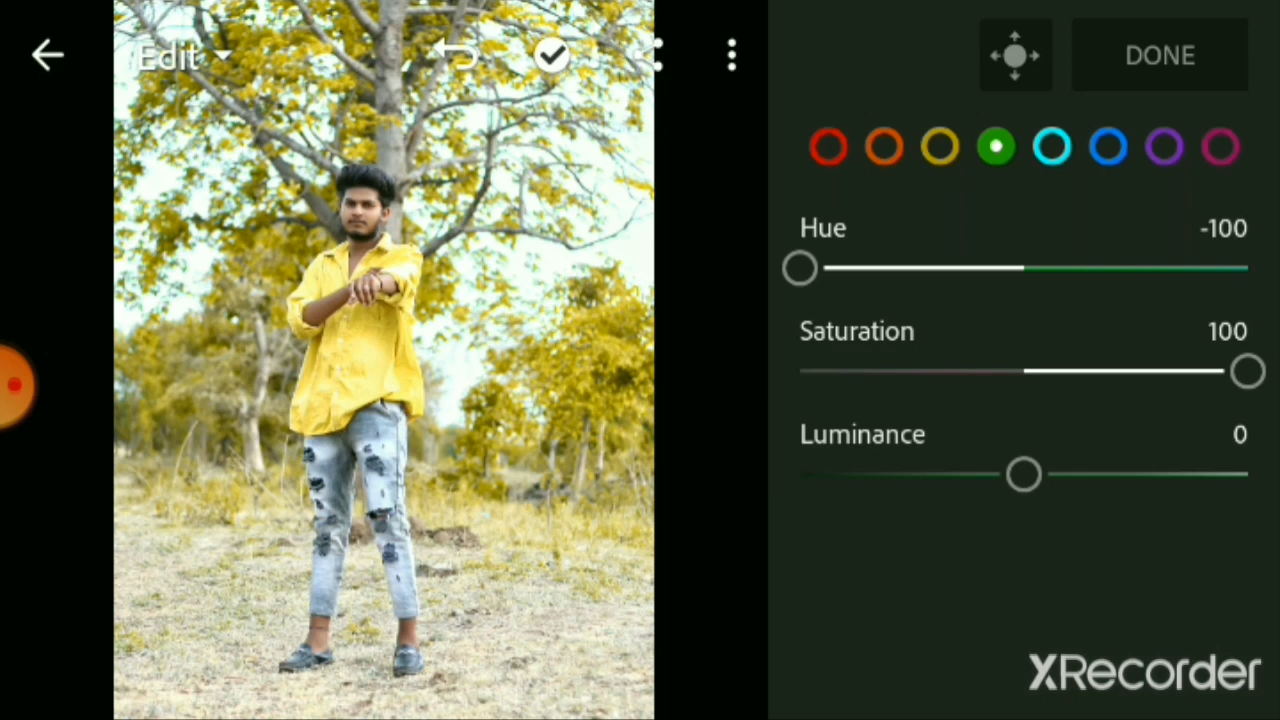 Edit
DONE
Hue
-100
Saturation
100
Luminance
0
XRecorder